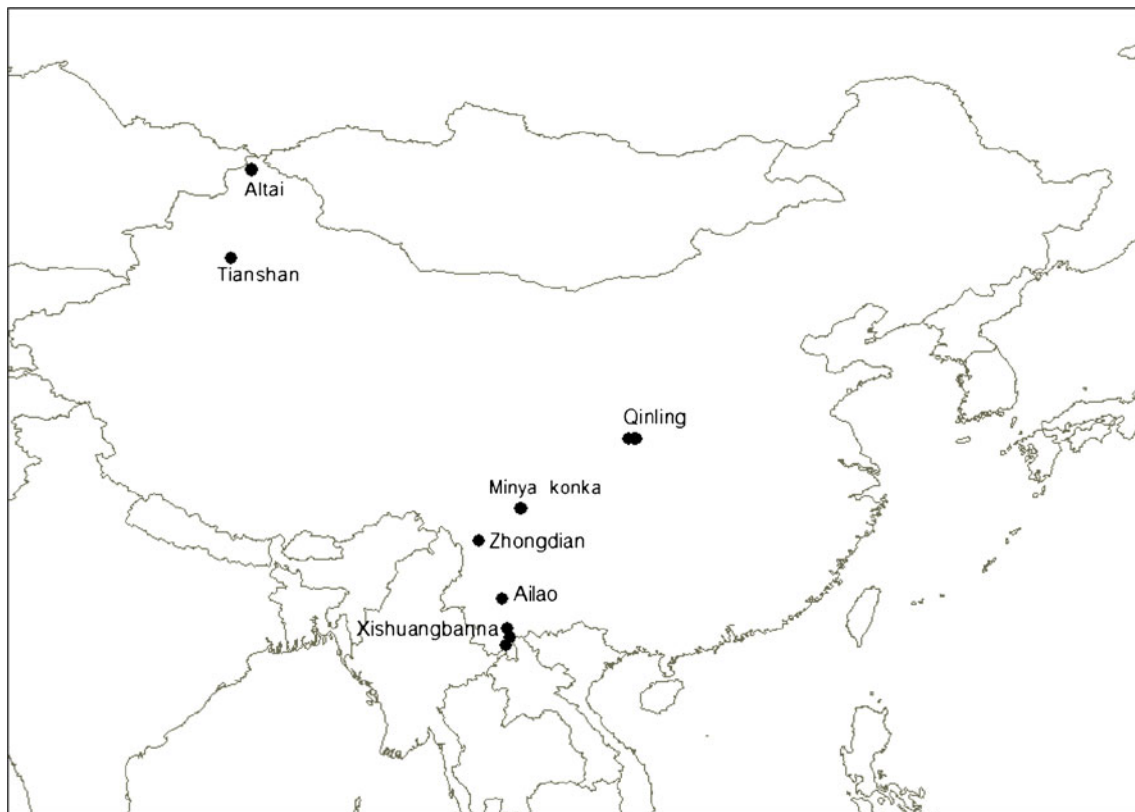 Altai
Tianshan
Qinling
Minya konka
Zhongdian
Ailao
Xishuangbanna